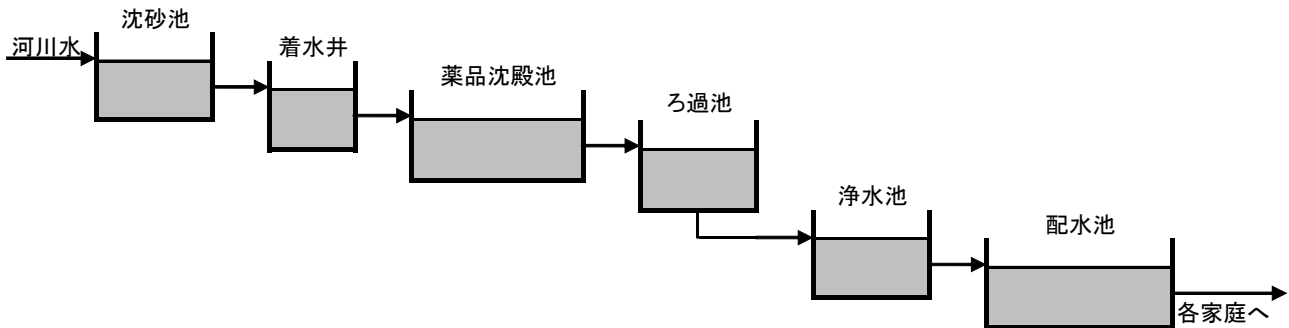 沈砂池
河川水
着水井
薬品沈殿池
ろ過池
浄水池
配水池
各家庭へ